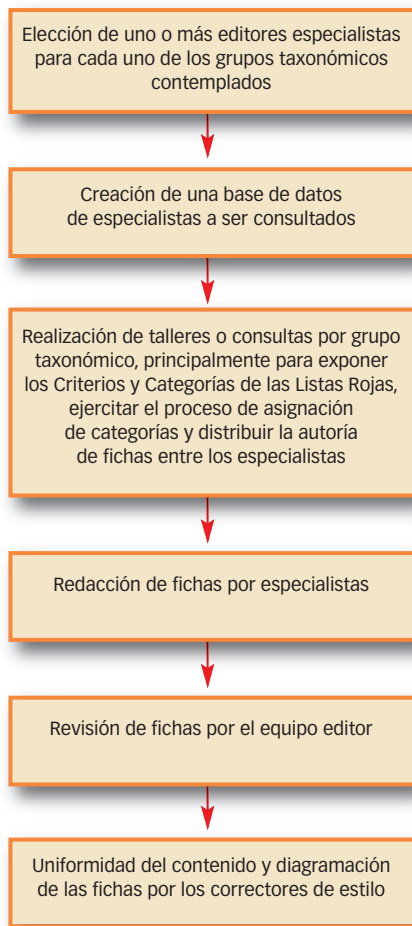 Elección de uno o más editores especialistas
para cada uno de los grupos taxonómicos
contemplados
Creación de una base de datos
de especialistas a ser consultados
Realización de talleres o consultas por grupo
taxonómico, principalmente para exponer
los Criterios y Categorías de las Listas Rojas,
ejercitar el proceso de asignación
de categorías y distribuir la autoría
de fichas entre los especialistas
Redacción de fichas por especialistas
Revisión de fichas por el equipo editor
Uniformidad del contenido y diagramación
de las fichas por los correctores de estilo